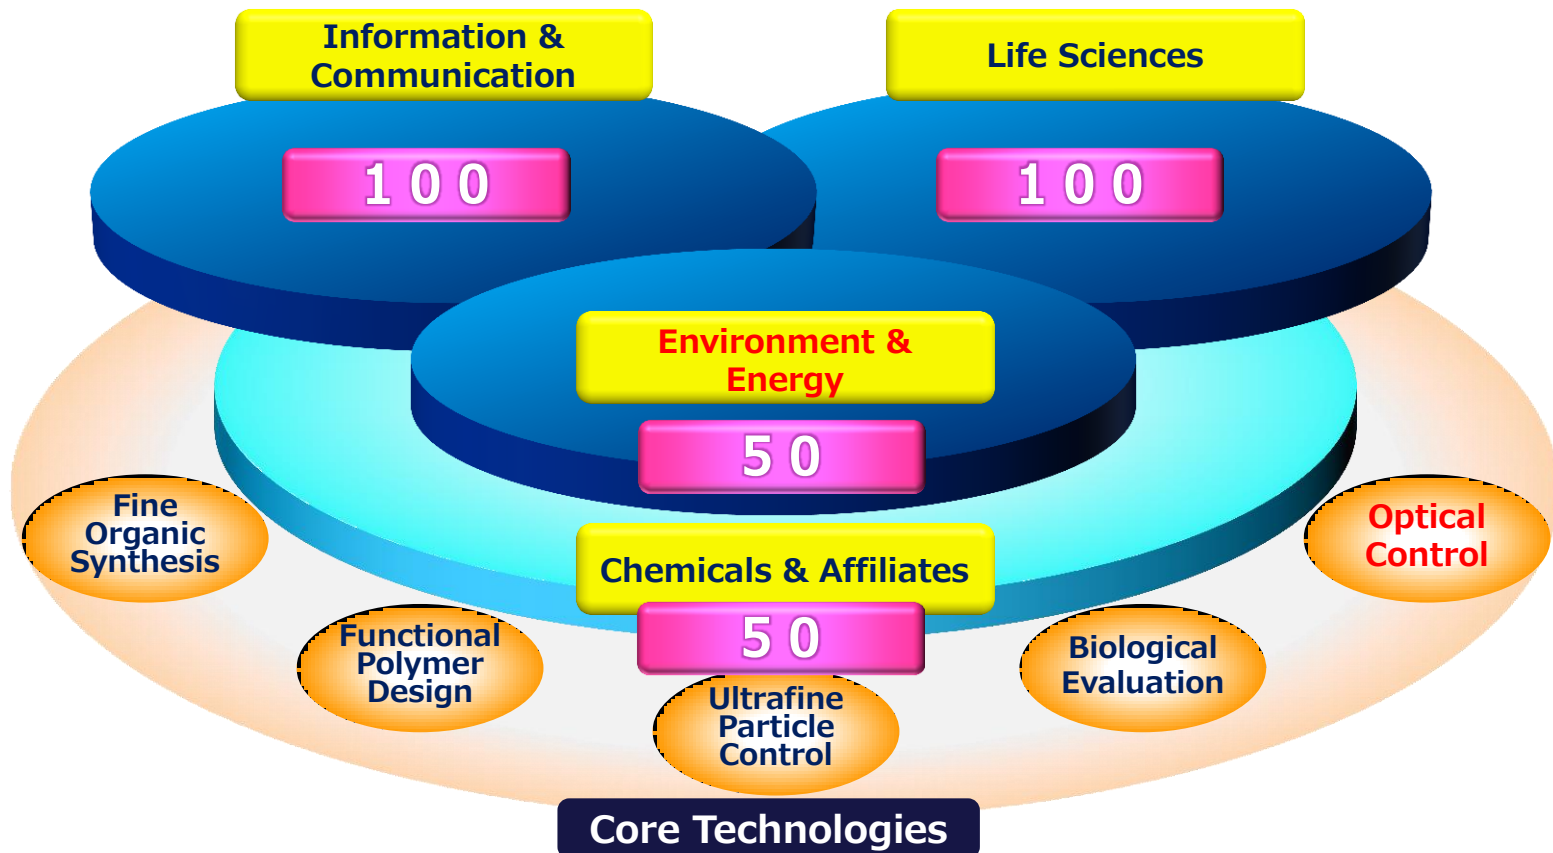 Information &
Communication
Life Sciences
100
100
Environment &
Energy
50
Fine
Organic
Synthesis
Optical
Control
Chemicals & Affiliates
50
Functional
Polymer
Design
Biological
Evaluation
Ultrafine
Particle
Control
Core Technologies